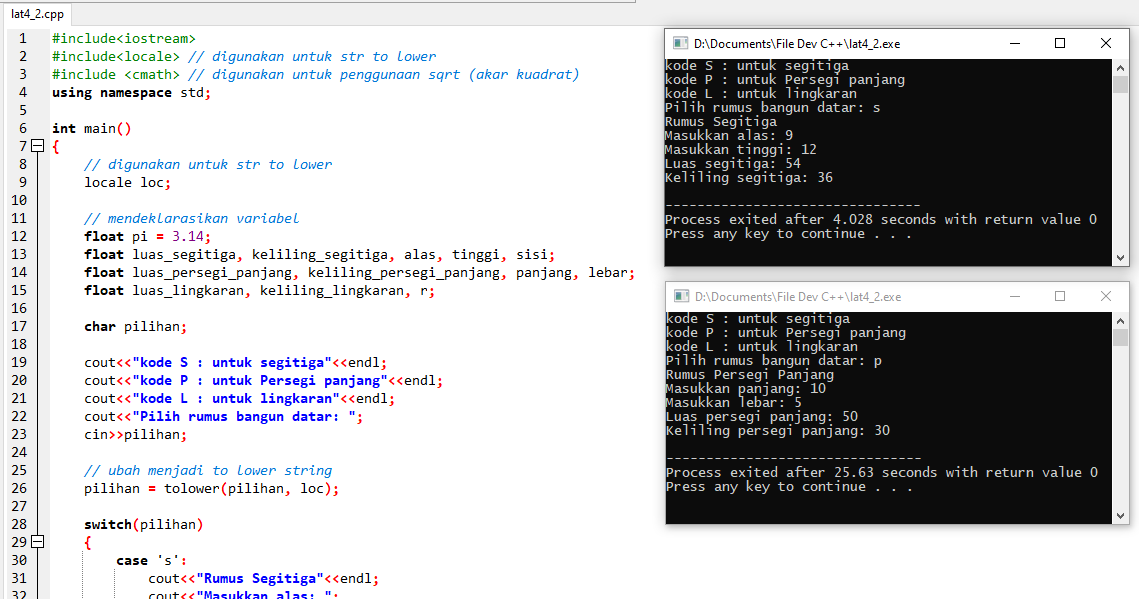 lat4_2.cpp
1 #include<iostream>
2 #include<locale> // digunakan untuk str to lower
3 #include <cmath> // digunakan untuk penggunaan sqrt (akar kuadrat)
4 using namespace std;
5
6 int main()
7 {
8 // digunakan untuk str to lower
9 locale loc;
10
11 // mendeklarasikan variabel
12 float pi = 3.14;
13 float luas_segitiga, keliling_segitiga, alas, tinggi, sisi;
14 float luas_persegi_panjang, keliling_persegi_panjang, panjang, lebar;
15 float luas_lingkaran, keliling_lingkaran, r;
16
17 char pilihan;
18
19 cout<<"kode S : untuk segitiga"<<endl;
20 cout<<"kode P : untuk Persegi panjang"<<endl;
21 cout<<"kode L : untuk lingkaran"<<endl;
22 cout<<"Pilih rumus bangun datar: ";
23 cin>>pilihan;
24
25 // ubah menjadi to lower string
26 pilihan = tolower(pilihan, loc);
27
28 switch(pilihan)
29 {
30 case 's':
31 cout<<"Rumus Segitiga"<<endl;
32 cout<<"Masukkan alas: ";
D:\Documents\File Dev C++\lat4_2.exe
kode S : untuk segitiga
kode P : untuk Persegi panjang
kode L : untuk lingkaran
Pilih rumus bangun datar: s
Rumus Segitiga
Masukkan alas: 9
Masukkan tinggi: 12
Luas segitiga: 54
Keliling segitiga: 36
--------------------------------
Process exited after 4.028 seconds with return value 0
Press any key to continue . . .
D:\Documents\File Dev C++\lat4_2.exe
kode S : untuk segitiga
kode P : untuk Persegi panjang
kode L : untuk lingkaran
Pilih rumus bangun datar: p
Rumus Persegi Panjang
Masukkan panjang: 10
Masukkan lebar: 5
Luas persegi panjang: 50
Keliling persegi panjang: 30
--------------------------------
Process exited after 25.63 seconds with return value 0
Press any key to continue . . .